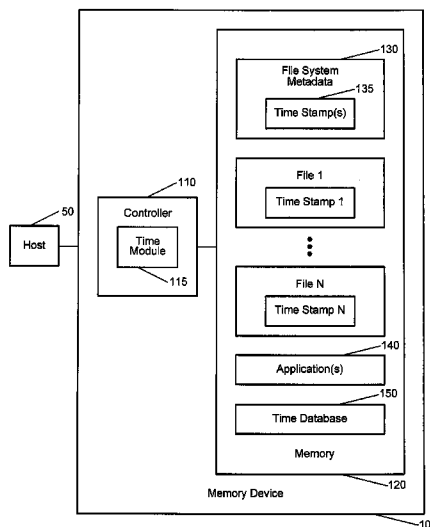 130
File System
Metadata
135
Time Stamp(s)
110
File 1
50
Controller
Time Stamp 1
Host
Time
Module
115
File N
Time Stamp N
140
Application(s)
150
Time Database
Memory
120
Memory Device